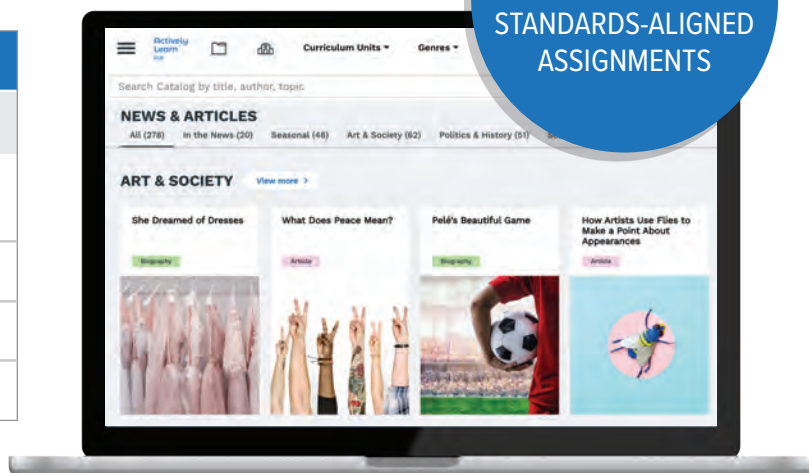 STANDARDS-ALIGNED
ASSIGNMENTS
Actively
Learn
Curriculum Units
Genres
Search Catalog by title, author, topic
NEWS & ARTICLES
All (278) In the News (20) Seasonal (46) Art & Society (62) Politics & History (51)
ART & SOCIETY View more >
She Dreamed of Dresses
Biography
What Does Peace Mean?
Article
Pelé's Beautiful Game
Biography
How Artists Use Flies to
Make a Point About
Appearances
Article